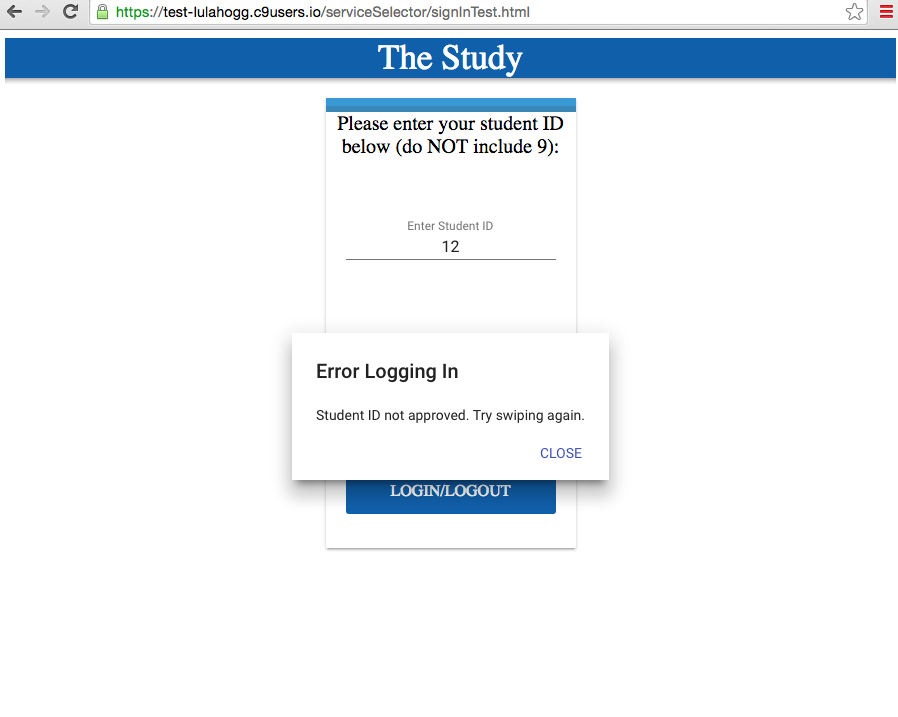 https://test-lulahogg.c9users.io/serviceSelector/signInTest.html
The Study
Please enter your student ID
below (do NOT include 9):
Enter Student ID
12
Error Logging In
Student ID not approved. Try swiping again.
CLOSE
LOGIN/LOGOUT